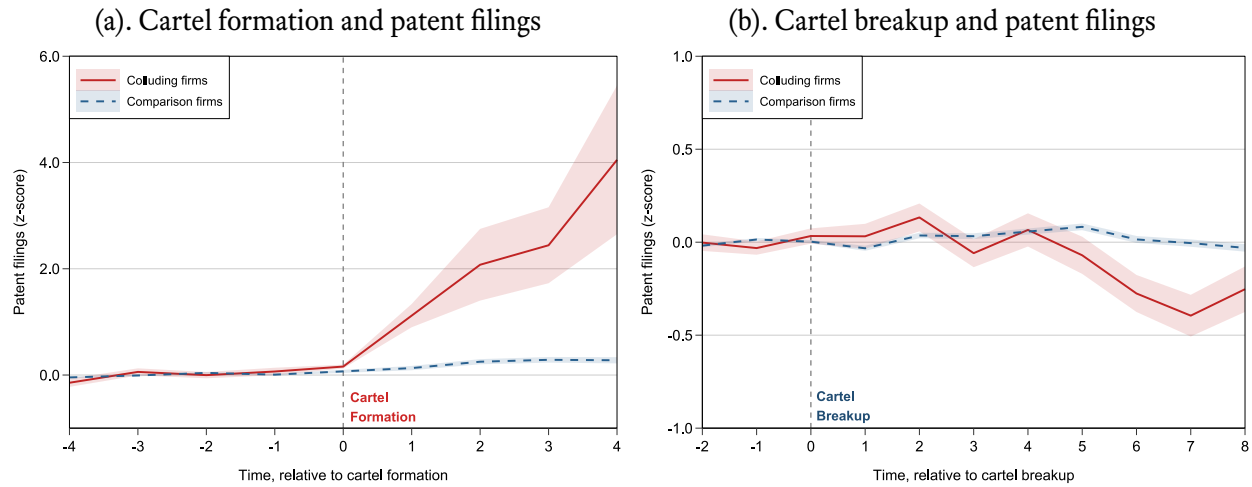 (a). Cartel formation and patent filings
6.0
4.0
2.0
0.0
Patent filings (z-score)
Colluding firms
Comparison firms
Cartel
Formation
-4
-3
-2
-1
0
1
2
3
4
Time, relative to cartel formation
(b). Cartel breakup and patent filings
1.0
0.5
0.0
-0.5
-1.0
Patent filings (z-score)
Colluding firms
Comparison firms
Cartel
Breakup
-2
-1
0
1
2
3
4
5
6
7
8
Time, relative to cartel breakup